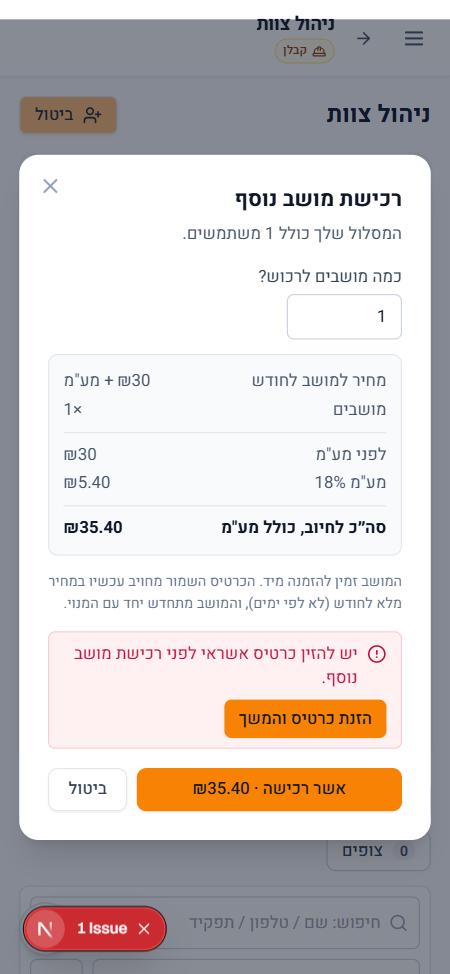 ניהול צוות
קבלן
ניהול צוות
ביטול
רכישת מושב נוסף
המסלול שלך כולל 1 משתמשים.
כמה מושבים לרכוש?
1
מחיר למושב לחודש ₪30 + מע"מ
מושבים ×1
לפני מע"מ ₪30
מע"מ 18% ₪5.40
סה״כ לחיוב, כולל מע"מ ₪35.40
המושב זמין להזמנה מיד. הכרטיס השמור מחויב עכשיו במחיר
מלא לחודש (לא לפי ימים), והמושב מתחדש יחד עם המנוי.
יש להזין כרטיס אשראי לפני רכישת מושב
נוסף.
הזנת כרטיס והמשך
אשר רכישה · ₪35.40
ביטול
0 צופים
חיפוש: שם / טלפון / תפקיד
N 1 Issue